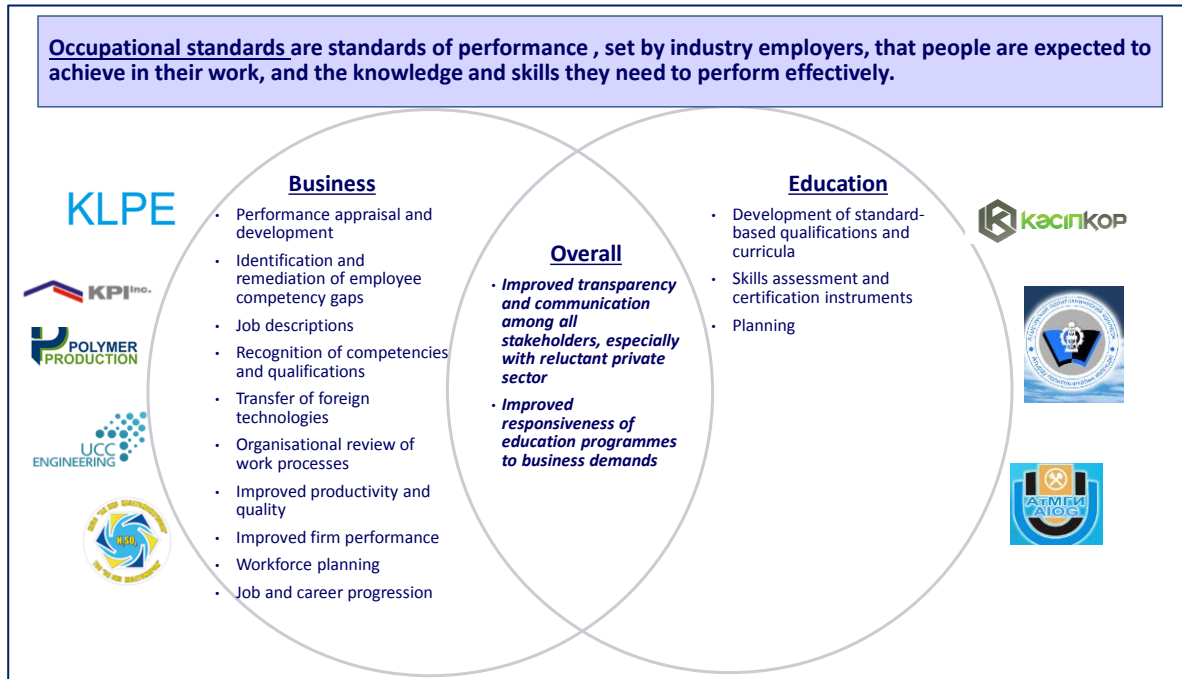 Occupational standards are standards of performance , set by industry employers, that people are expected to
achieve in their work, and the knowledge and skills they need to perform effectively.
KLPE
KPI Inc.
POLYMER
PRODUCTION
UCC
ENGINEERING
H₂SO₄
Business
• Performance appraisal and
development
• Identification and
remediation of employee
competency gaps
• Job descriptions
• Recognition of competencies
and qualifications
• Transfer of foreign
technologies
• Organisational review of
work processes
• Improved productivity and
quality
• Improved firm performance
• Workforce planning
• Job and career progression
Overall
• Improved transparency
and communication
among all
stakeholders, especially
with reluctant private
sector
• Improved
responsiveness of
education programmes
to business demands
Education
• Development of standard-
based qualifications and
curricula
• Skills assessment and
certification instruments
• Planning
кәсіпқор
АтМГИ
AIOG